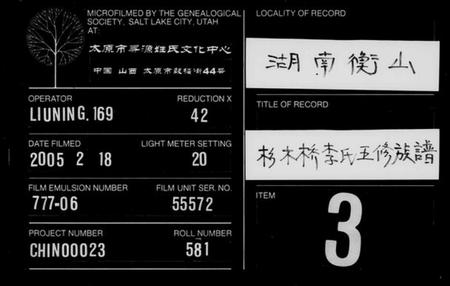 MICROFILMED BY THE GENEALOGICAL
SOCIETY, SALT LAKE CITY, UTAH
AT:
太原市寻源姓氏文化中心
中国 山西 太原市鼓楼街44号
OPERATOR REDUCTION X
LIUNING.169 42
DATE FILMED LIGHT METER SETTING
2005 2 18 20
FILM EMULSION NUMBER FILM UNIT SER. NO.
777-06 55572
PROJECT NUMBER ROLL NUMBER
CHINO0023 581
LOCALITY OF RECORD
湖南衡山
TITLE OF RECORD
杉木桥李氏五修族譜
ITEM
3